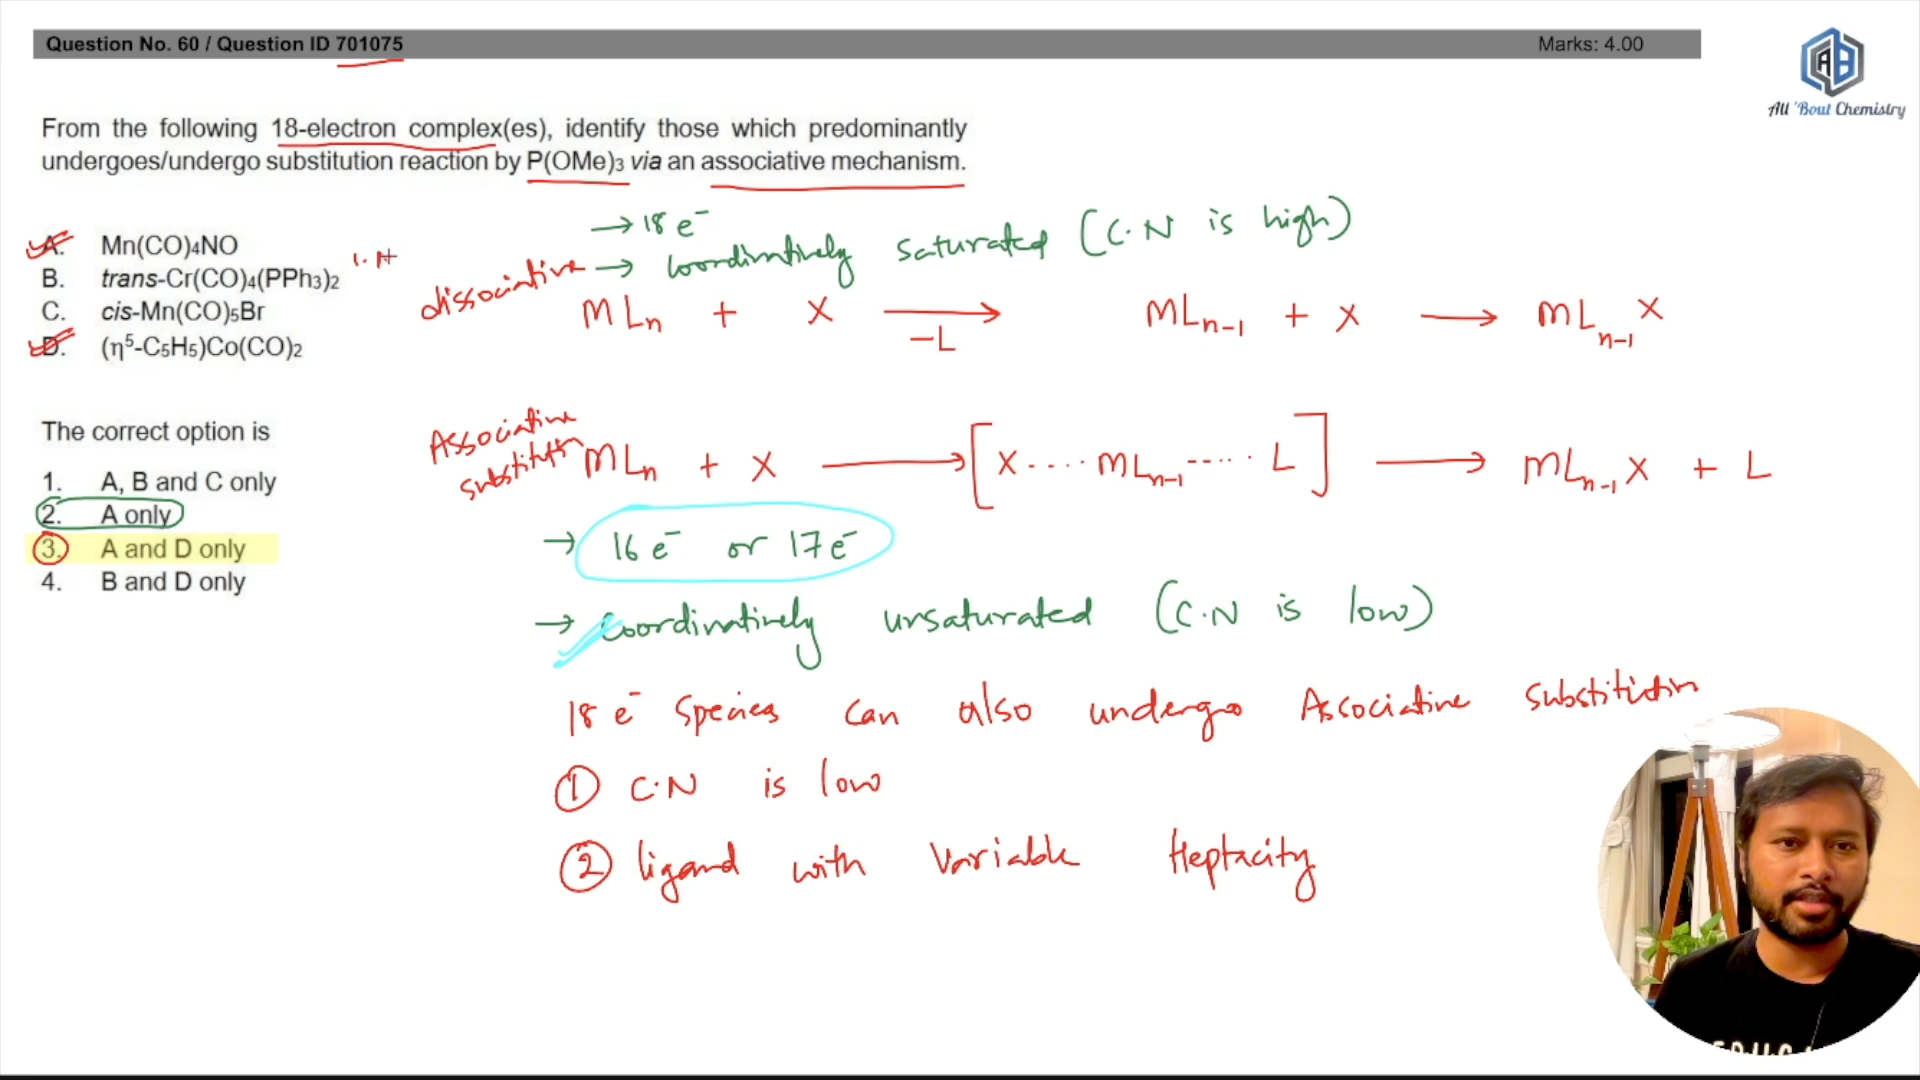 Question No. 60 / Question ID 701075
Marks: 4.00
All 'Bout Chemistry
From the following 18-electron complex(es), identify those which predominantly
undergoes/undergo substitution reaction by P(OMe)3 via an associative mechanism.
A. Mn(CO)4NO
B. trans-Cr(CO)4(PPh3)2
C. cis-Mn(CO)5Br
D. (η5-C5H5)Co(CO)2
→ 18 e⁻
→ Coordinatively saturated (C.N is high)
dissociative
MLn + X → -L MLn-1 + X → MLn-1 X
The correct option is
1. A, B and C only
2. A only
3. A and D only
4. B and D only
Associative
substitution
MLn + X → [X ···· MLn-1 ····· L] → MLn-1 X + L
→ 16 e⁻ or 17 e⁻
→ Coordinatively unsaturated (C.N is low)
18 e⁻ Species can also undergo Associative substitution
① C.N is low
② ligand with Variable Heptacity